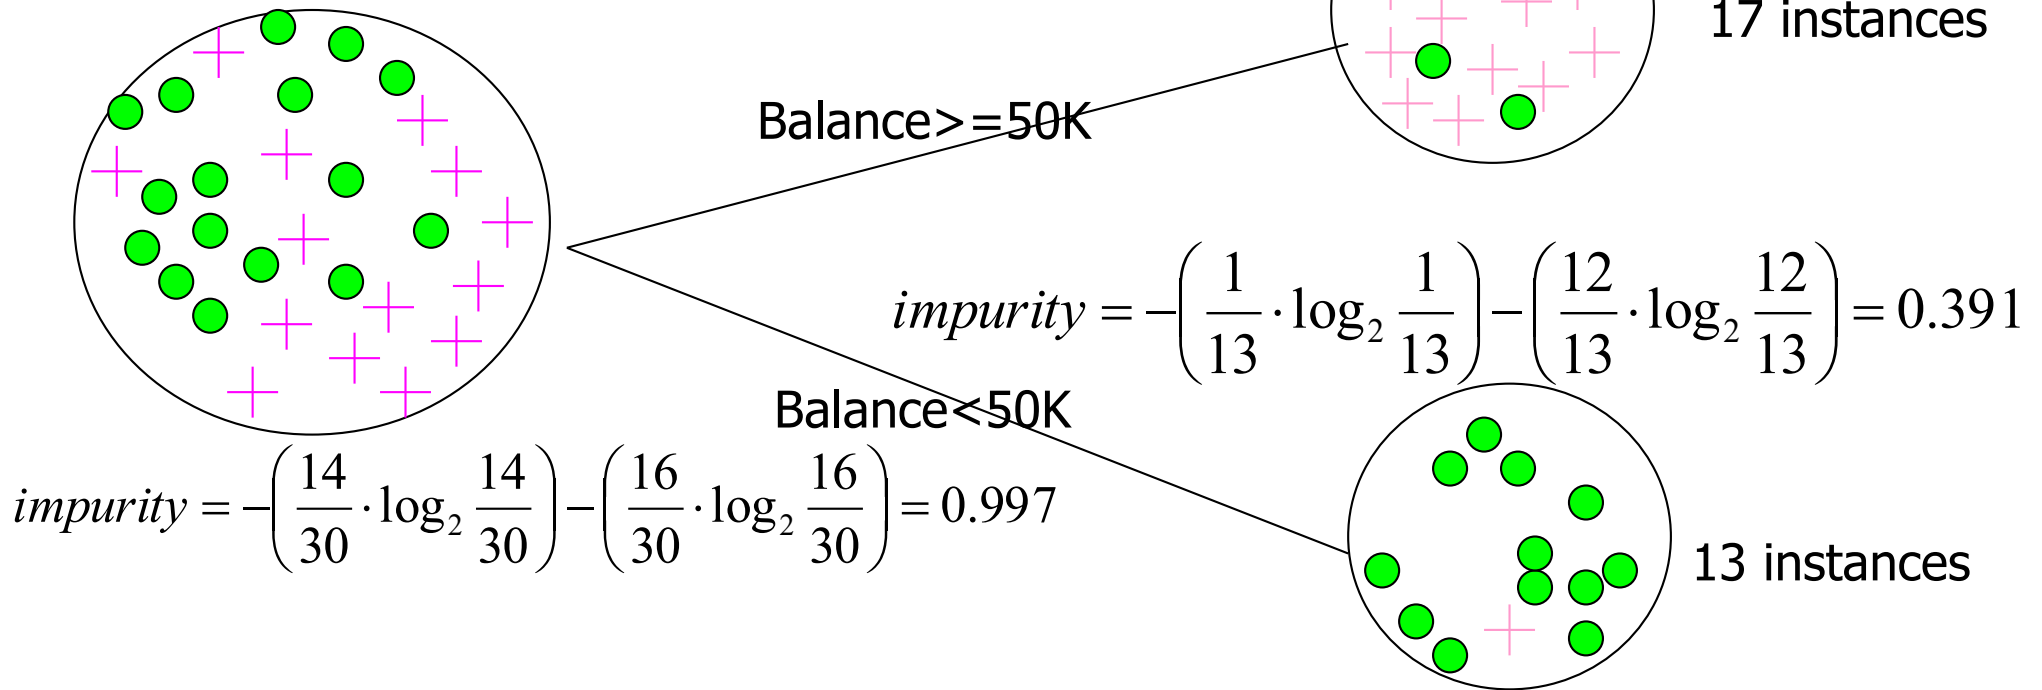 17 instances
Balance>=50K
impurity = −(1/13 · log₂ 1/13) − (12/13 · log₂ 12/13) = 0.391
Balance<50K
impurity = −(14/30 · log₂ 14/30) − (16/30 · log₂ 16/30) = 0.997
13 instances